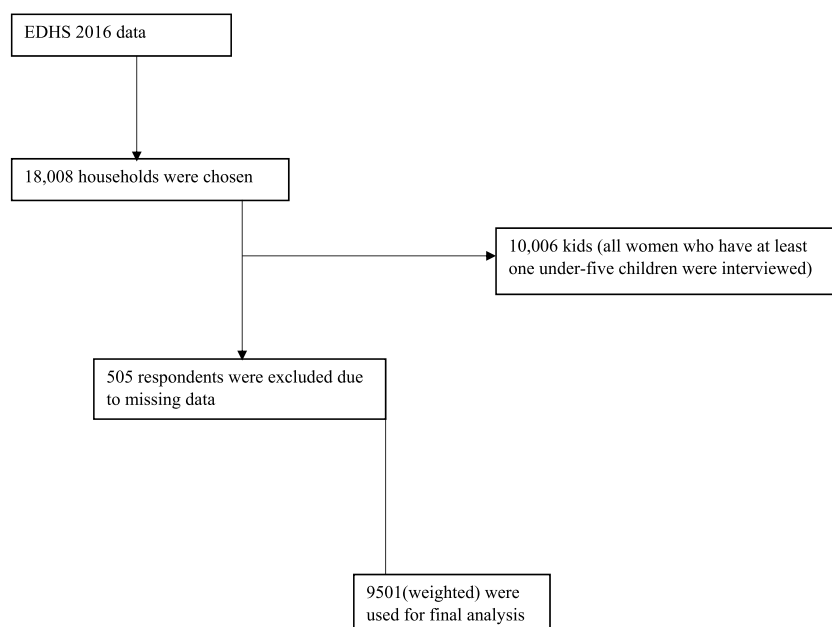 EDHS 2016 data
18,008 households were chosen
10,006 kids (all women who have at least
one under-five children were interviewed)
505 respondents were excluded due
to missing data
9501(weighted) were
used for final analysis